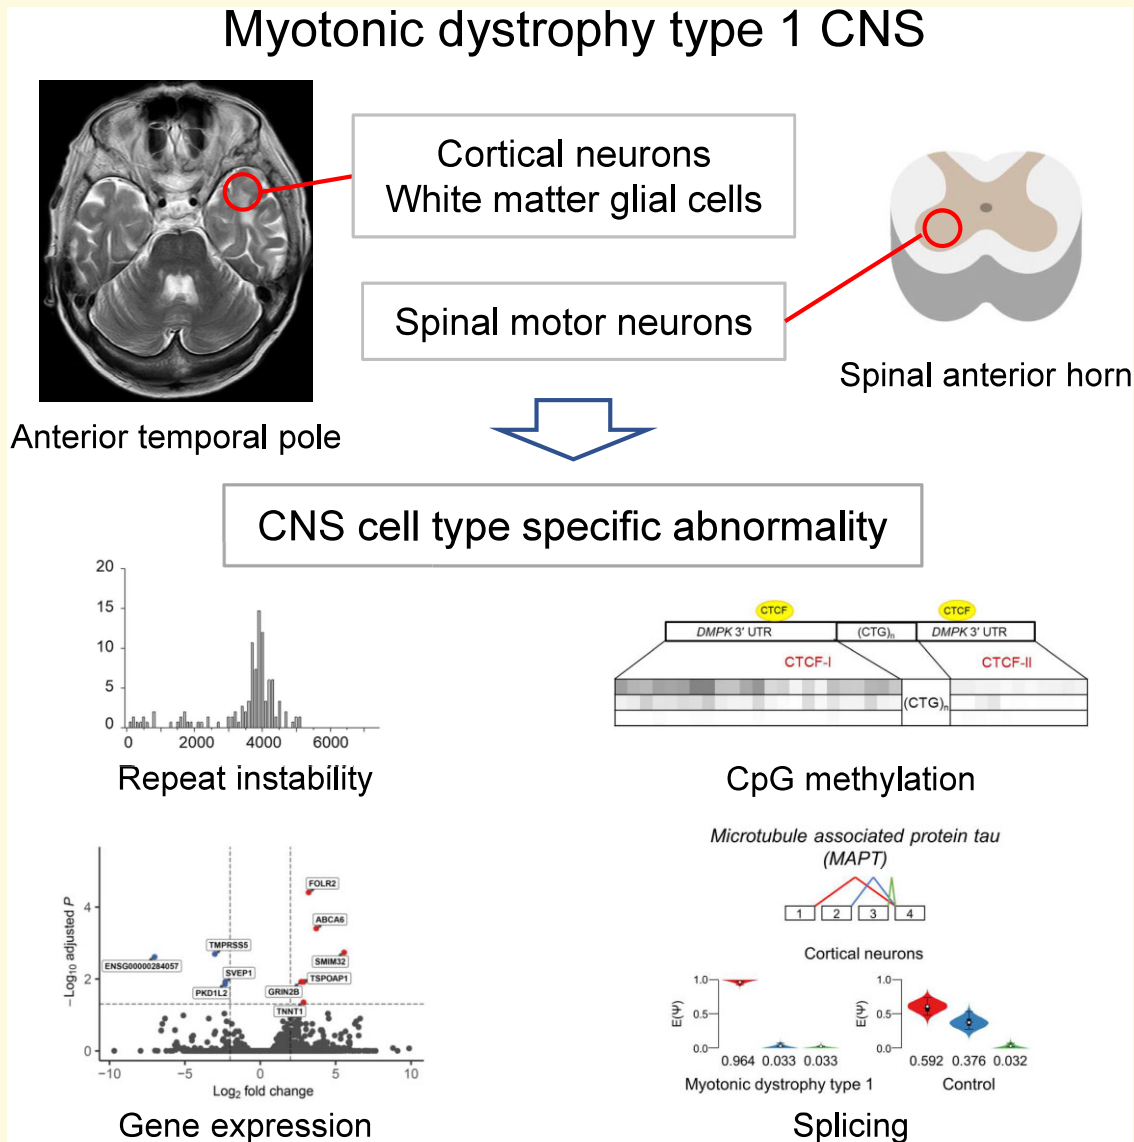 Myotonic dystrophy type 1 CNS
Cortical neurons
White matter glial cells
Spinal motor neurons
Spinal anterior horn
Anterior temporal pole
CNS cell type specific abnormality
20
15
10
5
0
0 2000 4000 6000
Repeat instability
CTCF CTCF
DMPK 3′ UTR (CTG)n DMPK 3′ UTR
CTCF-I CTCF-II
(CTG)n
CpG methylation
−Log10 adjusted P
4
2
0
FOLR2
ABCA6
TMPRSS5
SMIM32
ENSG00000284057
SVEP1
TSPOAP1
PKD1L2
GRIN2B
TNNT1
−10 −5 0 5 10
Log2 fold change
Gene expression
Microtubule associated protein tau
(MAPT)
1 2 3 4
Cortical neurons
E(Ψ)
1.0
0.5
0.0
0.964 0.033 0.033
Myotonic dystrophy type 1
E(Ψ)
1.0
0.5
0.0
0.592 0.376 0.032
Control
Splicing